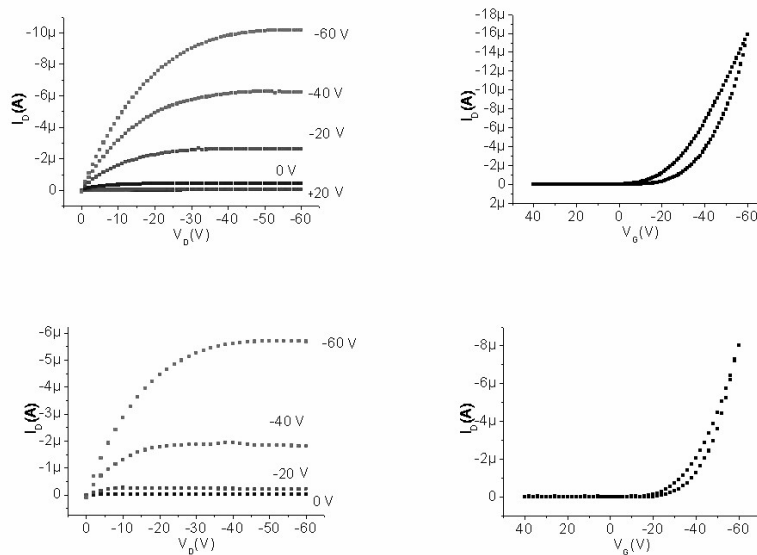 I_D(A)
-10µ
-8µ
-6µ
-4µ
-2µ
0
-60 V
-40 V
-20 V
0 V
+20 V
0 -10 -20 -30 -40 -50 -60
V_D(V)
I_D(A)
-18µ
-16µ
-14µ
-12µ
-10µ
-8µ
-6µ
-4µ
-2µ
0
2µ
40 20 0 -20 -40 -60
V_G(V)
I_D(A)
-6µ
-5µ
-4µ
-3µ
-2µ
-1µ
0
-60 V
-40 V
-20 V
0 V
0 -10 -20 -30 -40 -50 -60
V_D(V)
I_D(A)
-8µ
-6µ
-4µ
-2µ
0
40 20 0 -20 -40 -60
V_G(V)